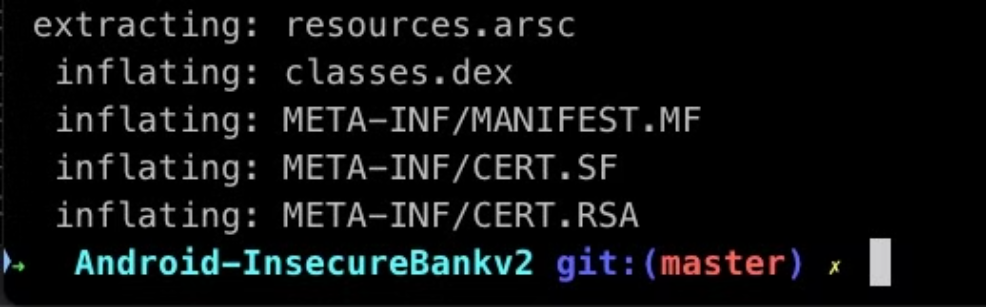 extracting: resources.arsc
inflating: classes.dex
inflating: META-INF/MANIFEST.MF
inflating: META-INF/CERT.SF
inflating: META-INF/CERT.RSA
→ Android-InsecureBankv2 git:(master) ✗